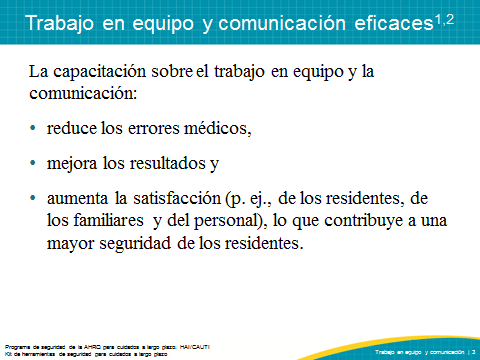 Trabajo en equipo y comunicación eficaces1,2
La capacitación sobre el trabajo en equipo y la
comunicación:
• reduce los errores médicos,
• mejora los resultados y
• aumenta la satisfacción (p. ej., de los residentes, de
los familiares y del personal), lo que contribuye a una
mayor seguridad de los residentes.
Programa de seguridad de la AHRQ para cuidados a largo plazo: HAI/CAUTI
Kit de herramientas de seguridad para cuidados a largo plazo
Trabajo en equipo y comunicación | 3